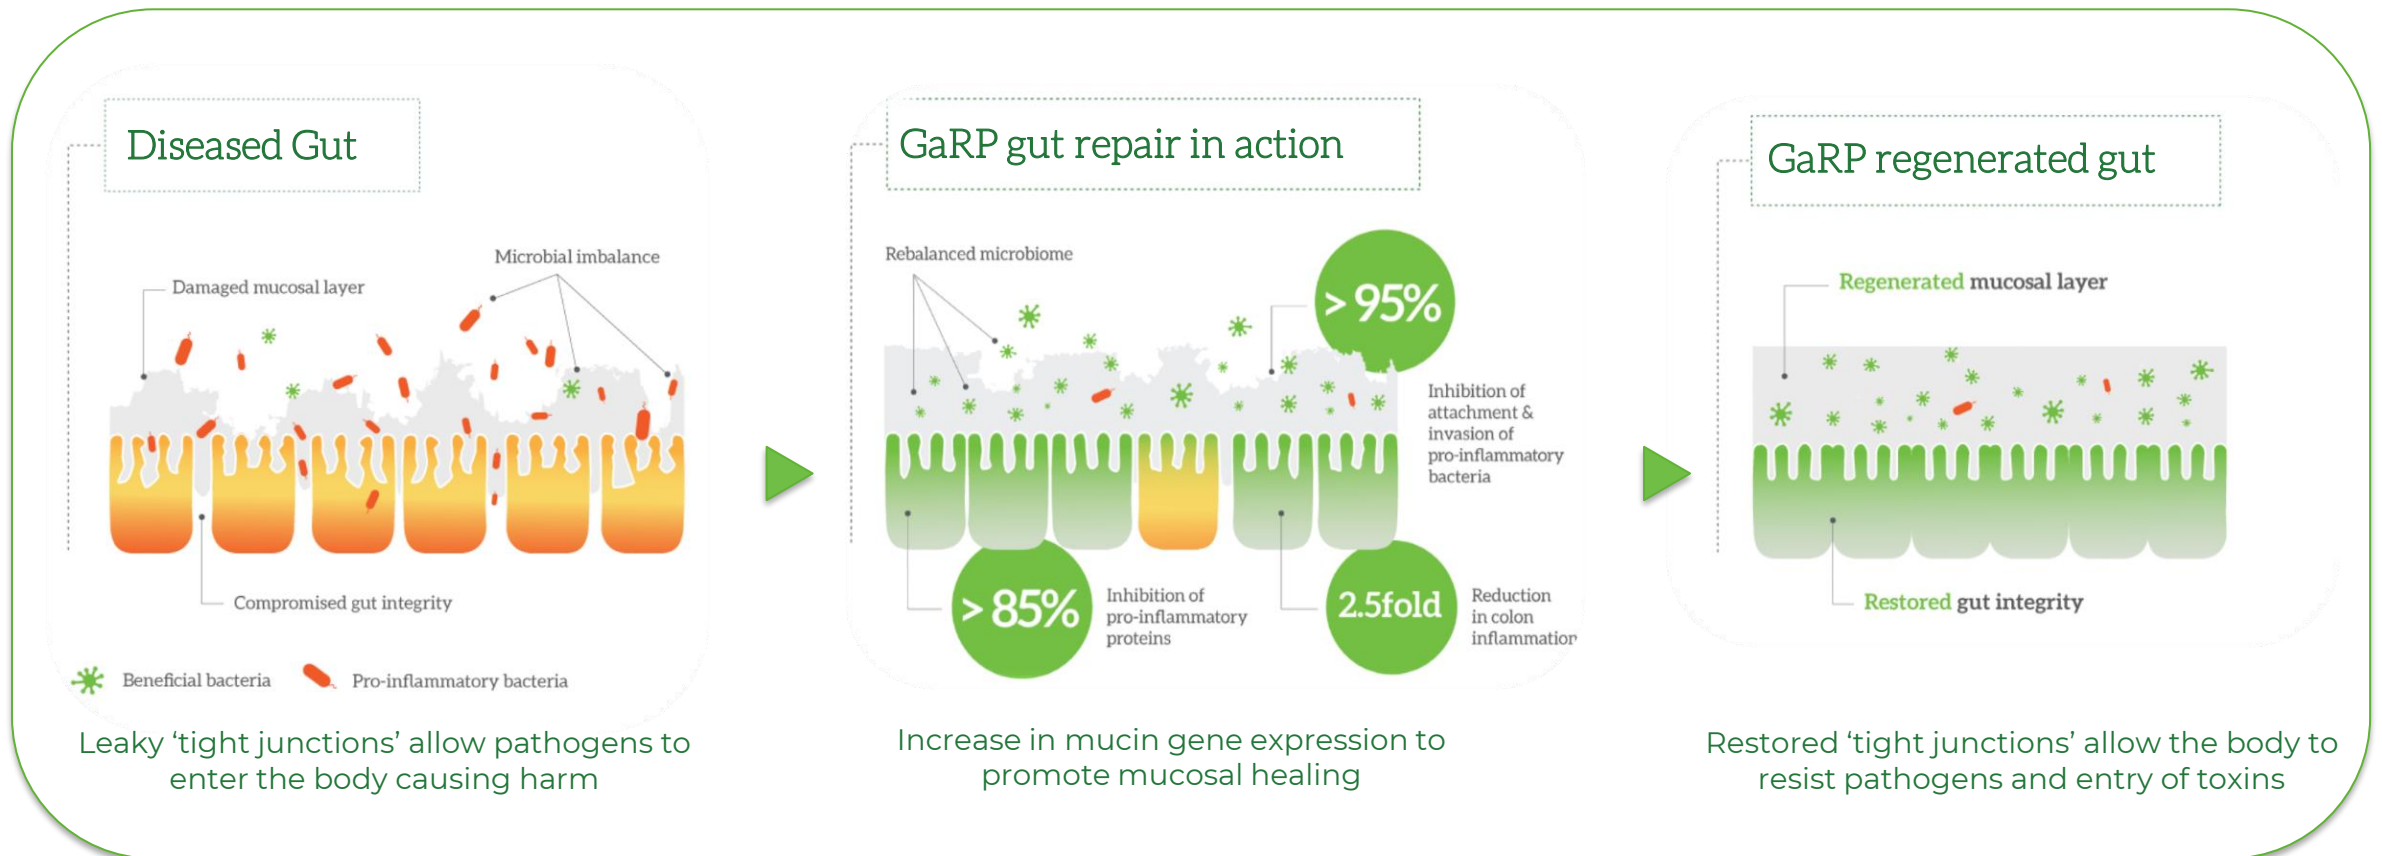 Diseased Gut
Microbial imbalance
Damaged mucosal layer
Compromised gut integrity
Beneficial bacteria
Pro-inflammatory bacteria
Leaky ‘tight junctions’ allow pathogens to
enter the body causing harm
GaRP gut repair in action
Rebalanced microbiome
> 95%
Inhibition of
attachment &
invasion of
pro-inflammatory
bacteria
> 85%
Inhibition of
pro-inflammatory
proteins
2.5fold
Reduction
in colon
inflammation
Increase in mucin gene expression to
promote mucosal healing
GaRP regenerated gut
Regenerated mucosal layer
Restored gut integrity
Restored ‘tight junctions’ allow the body to
resist pathogens and entry of toxins